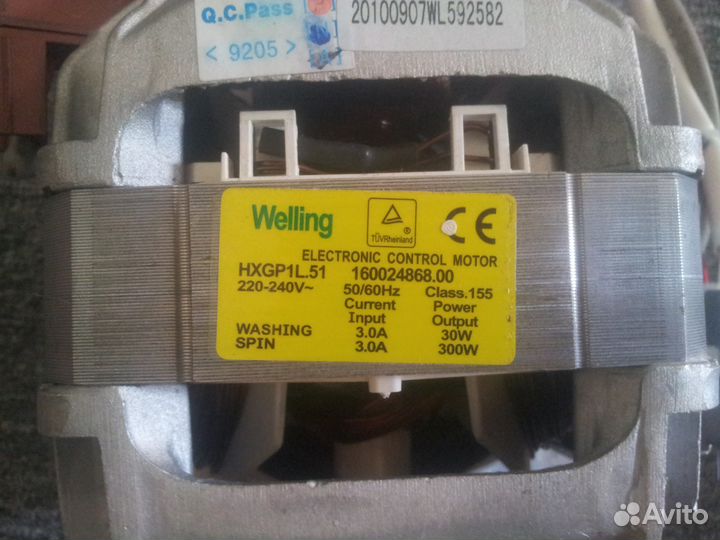 Q.C.Pass
< 9205 >
20100907WL592582
Welling
TÜVRheinland ®
CE
ELECTRONIC CONTROL MOTOR
HXGP1L.51 160024868.00
220-240V~ 50/60Hz Class.155
Current Power
Input Output
WASHING 3.0A 30W
SPIN 3.0A 300W
Avito